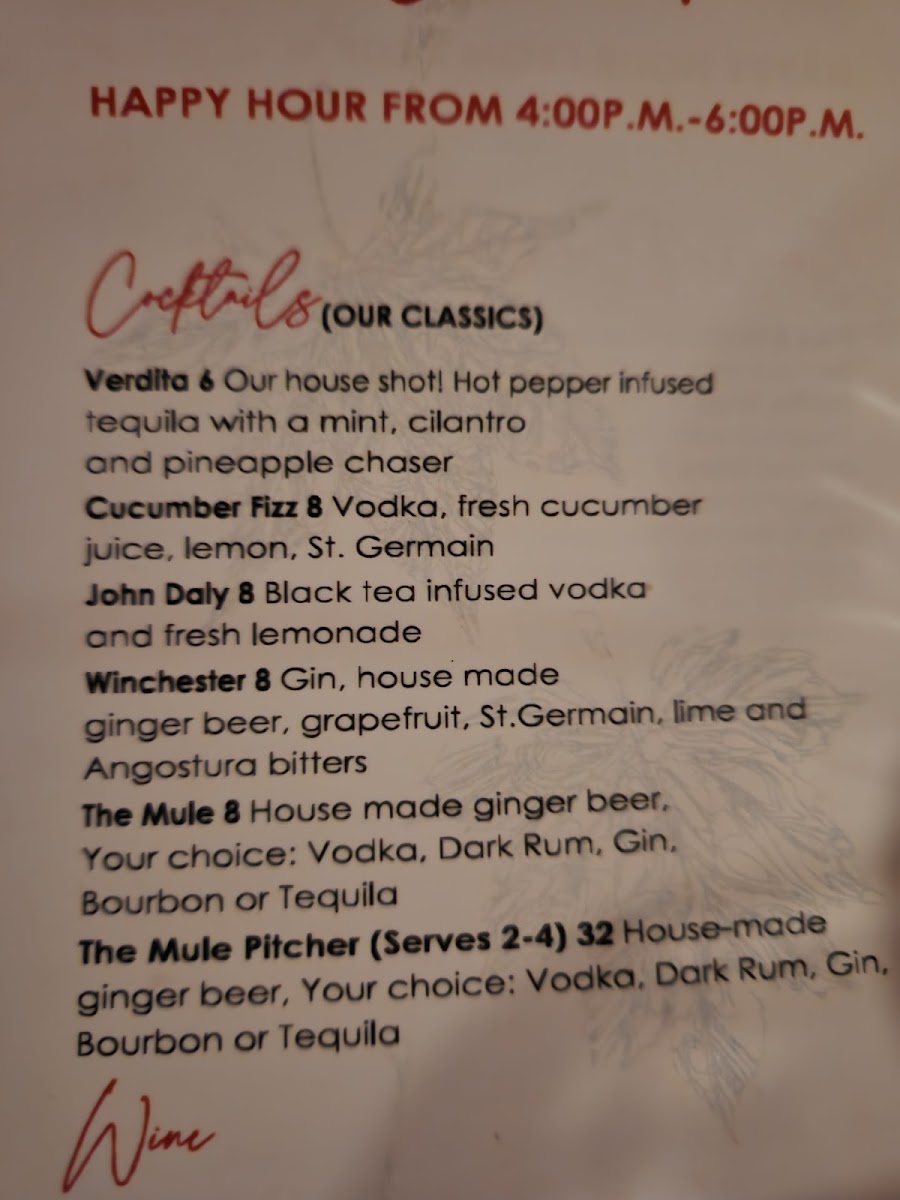 HAPPY HOUR FROM 4:00P.M.-6:00P.M.
Cocktails (OUR CLASSICS)
Verdita 6 Our house shot! Hot pepper infused
tequila with a mint, cilantro
and pineapple chaser
Cucumber Fizz 8 Vodka, fresh cucumber
juice, lemon, St. Germain
John Daly 8 Black tea infused vodka
and fresh lemonade
Winchester 8 Gin, house made
ginger beer, grapefruit, St.Germain, lime and
Angostura bitters
The Mule 8 House made ginger beer,
Your choice: Vodka, Dark Rum, Gin,
Bourbon or Tequila
The Mule Pitcher (Serves 2-4) 32 House-made
ginger beer, Your choice: Vodka, Dark Rum, Gin,
Bourbon or Tequila
Wine